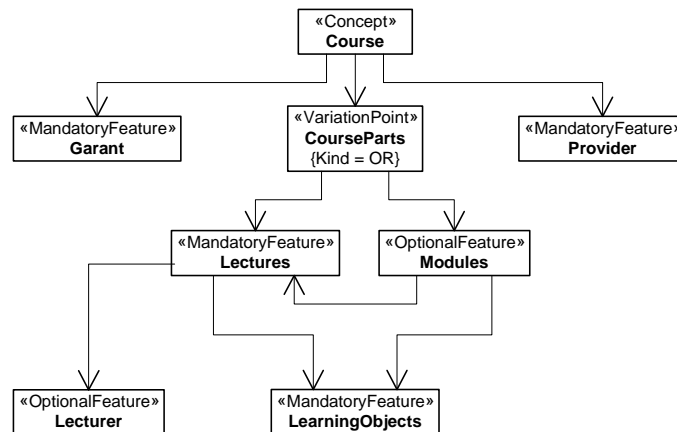 «Concept»
Course
«MandatoryFeature»
Garant
«VariationPoint»
CourseParts
{Kind = OR}
«MandatoryFeature»
Provider
«MandatoryFeature»
Lectures
«OptionalFeature»
Modules
«OptionalFeature»
Lecturer
«MandatoryFeature»
LearningObjects